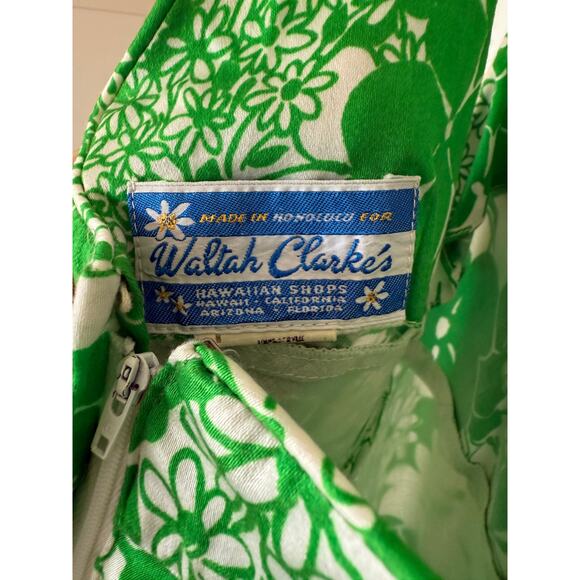 MADE IN HONOLULU FOR
Waltah Clarke's
HAWAIIAN SHOPS
HAWAII - CALIFORNIA
ARIZONA - FLORIDA